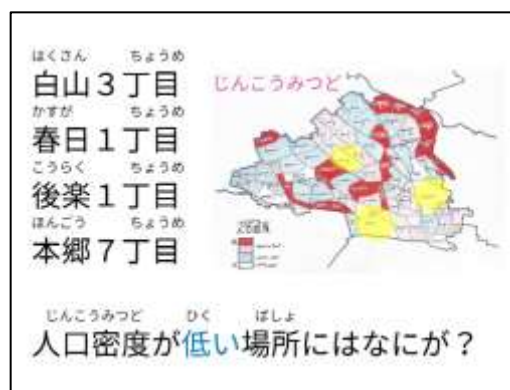 はくさん ちょうめ
白山３丁目
かすが ちょうめ
春日１丁目
こうらく ちょうめ
後楽１丁目
ほんごう ちょうめ
本郷７丁目
じんこうみつど
じんこうみつど ひく ばしょ
人口密度が低い場所にはなにが？